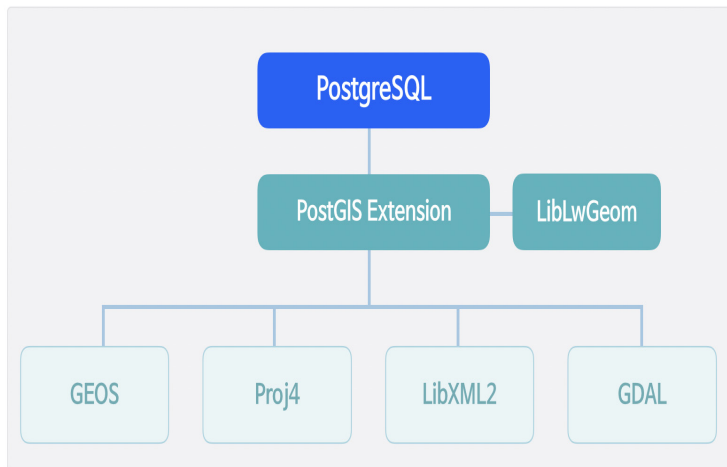 PostgreSQL
PostGIS Extension
LibLwGeom
GEOS
Proj4
LibXML2
GDAL